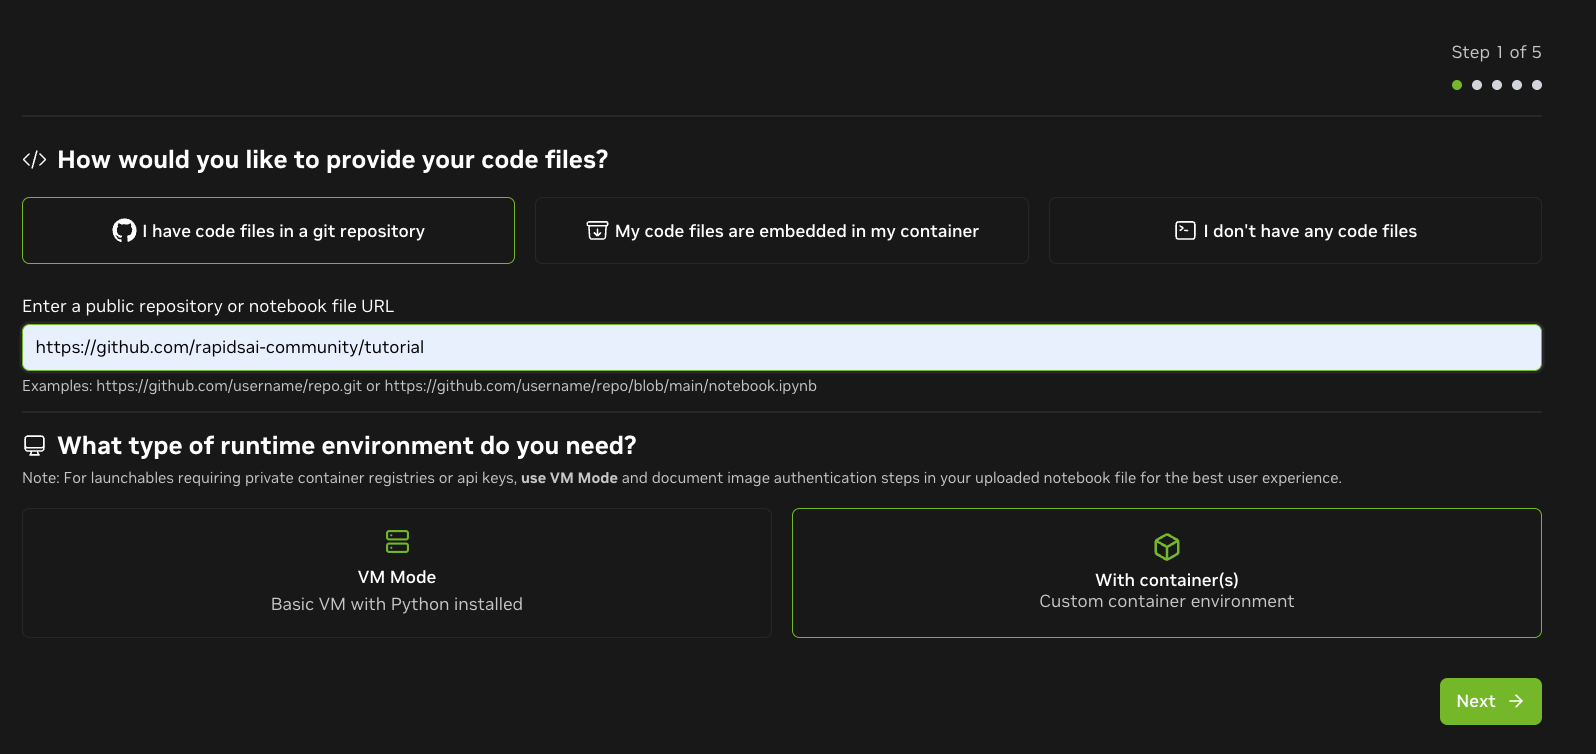 Step 1 of 5
How would you like to provide your code files?
I have code files in a git repository
My code files are embedded in my container
I don't have any code files
Enter a public repository or notebook file URL
https://github.com/rapidsai-community/tutorial
Examples: https://github.com/username/repo.git or https://github.com/username/repo/blob/main/notebook.ipynb
What type of runtime environment do you need?
Note: For launchables requiring private container registries or api keys, use VM Mode and document image authentication steps in your uploaded notebook file for the best user experience.
VM Mode
Basic VM with Python installed
With container(s)
Custom container environment
Next